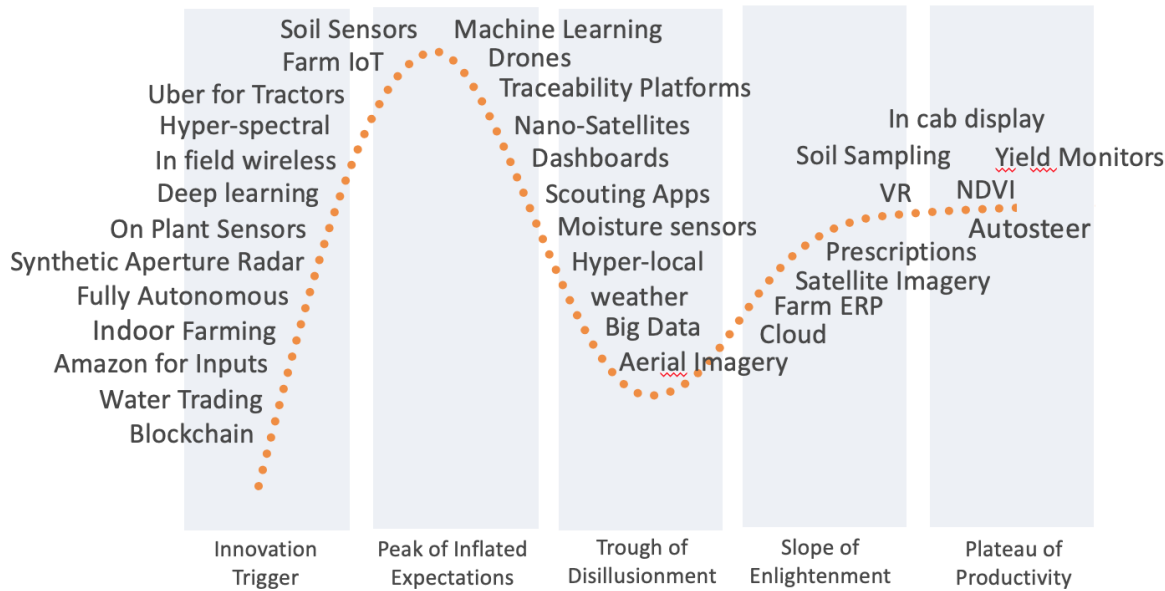 Soil Sensors
Farm IoT
Uber for Tractors
Hyper-spectral
In field wireless
Deep learning
On Plant Sensors
Synthetic Aperture Radar
Fully Autonomous
Indoor Farming
Amazon for Inputs
Water Trading
Blockchain
Machine Learning
Drones
Traceability Platforms
Nano-Satellites
Dashboards
Scouting Apps
Moisture sensors
Hyper-local
weather
Big Data
Aerial Imagery
In cab display
Soil Sampling
Yield Monitors
VR
NDVI
Autosteer
Prescriptions
Satellite Imagery
Farm ERP
Cloud
Innovation
Trigger
Peak of Inflated
Expectations
Trough of
Disillusionment
Slope of
Enlightenment
Plateau of
Productivity